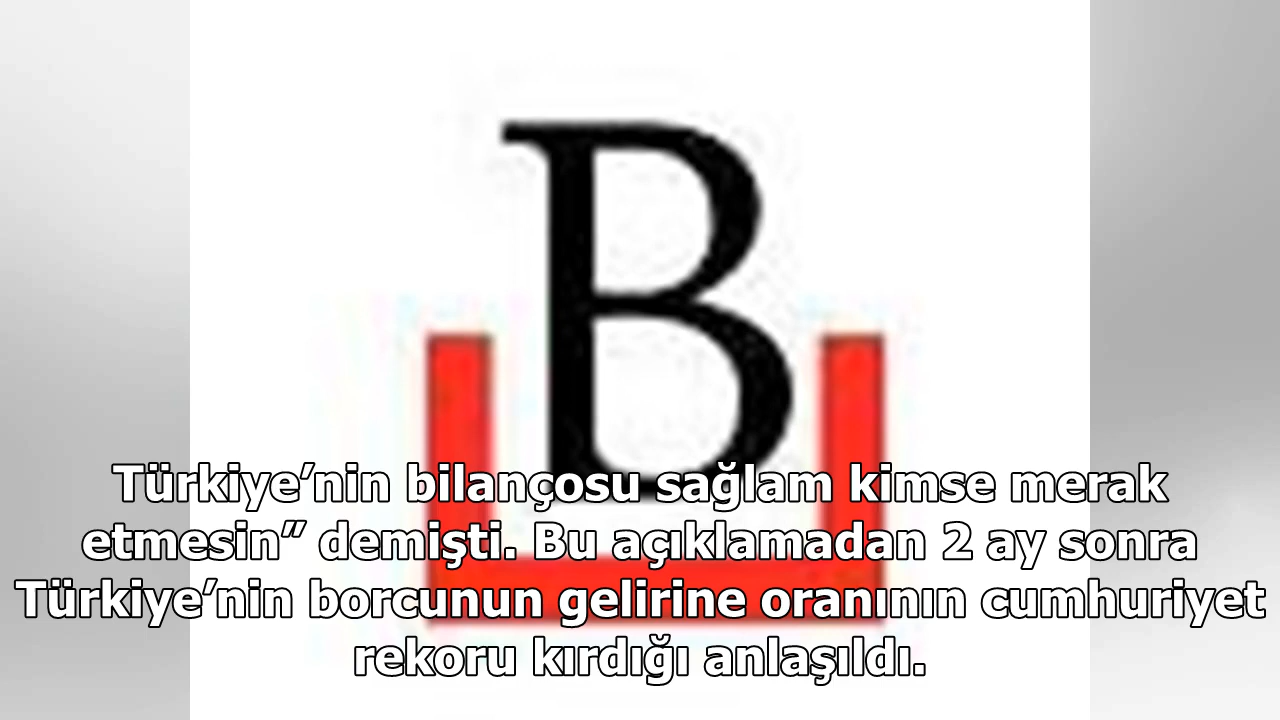 B
Türkiye’nin bilançosu sağlam kimse merak
etmesin” demişti. Bu açıklamadan 2 ay sonra
Türkiye’nin borcunun gelirine oranının cumhuriyet
rekoru kırdığı anlaşıldı.